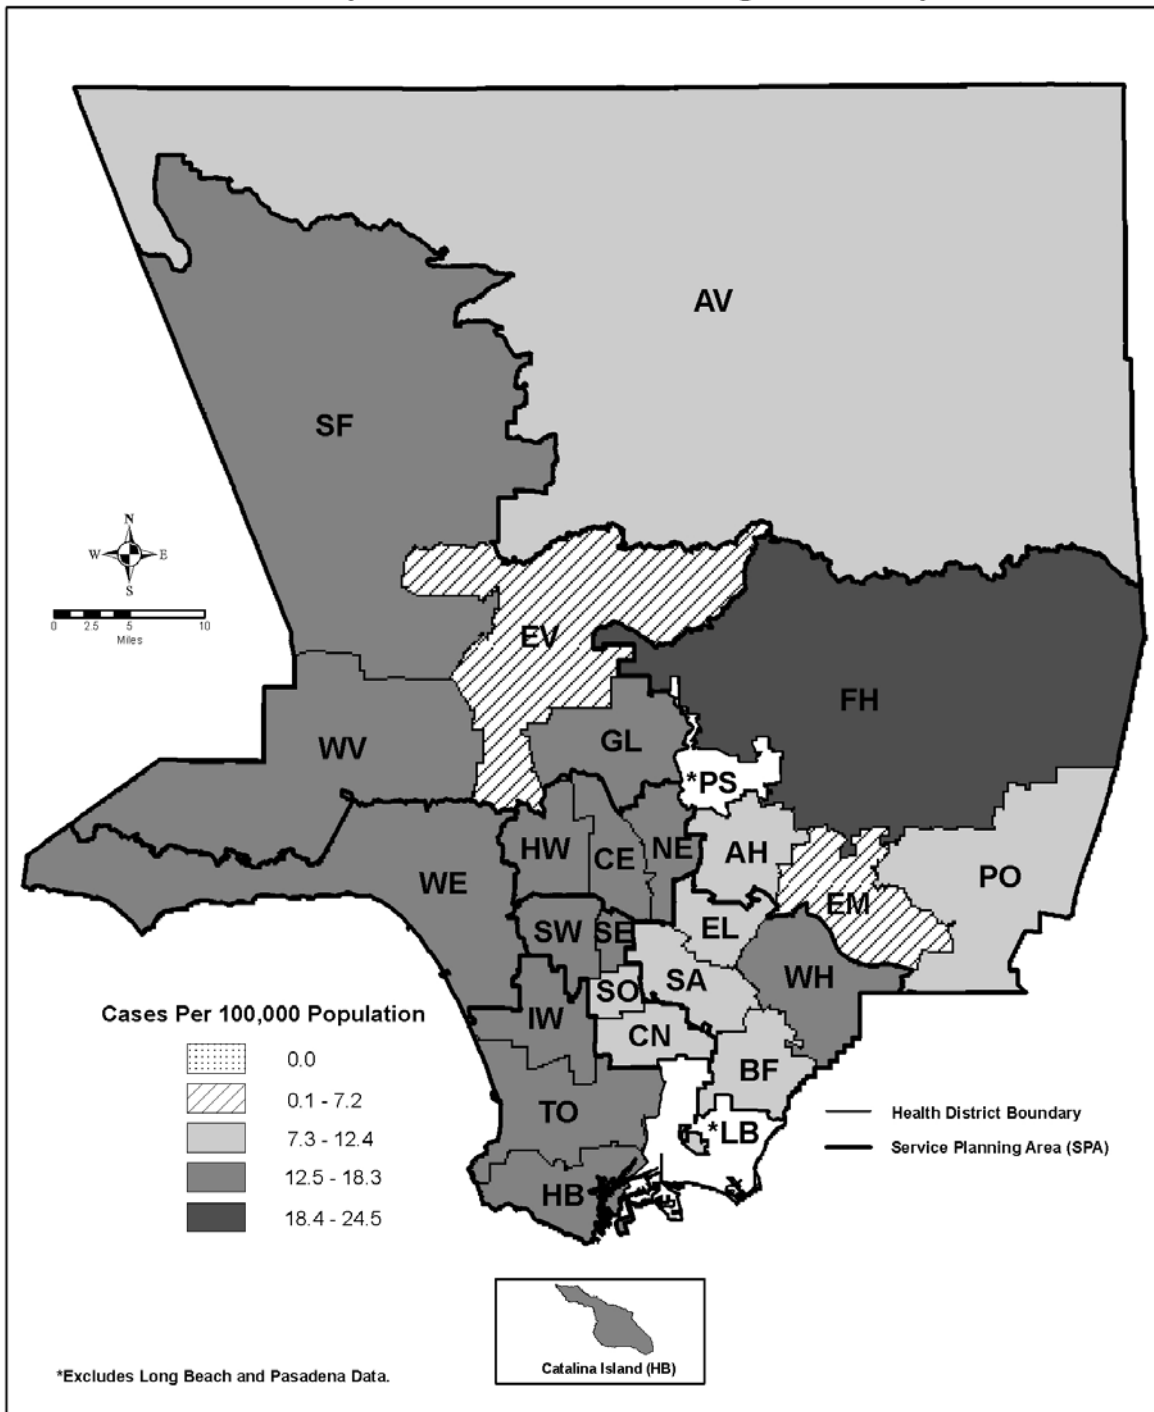 AV
SF
N
W E
S
0 2.5 5 10
Miles
EV
FH
WV
GL
*PS
HW
CE
NE
AH
WE
PO
EM
SW
SE
EL
WH
SA
SO
IW
CN
BF
TO
*LB
HB
Cases Per 100,000 Population
0.0
0.1 - 7.2
7.3 - 12.4
12.5 - 18.3
18.4 - 24.5
Health District Boundary
Service Planning Area (SPA)
Catalina Island (HB)
*Excludes Long Beach and Pasadena Data.